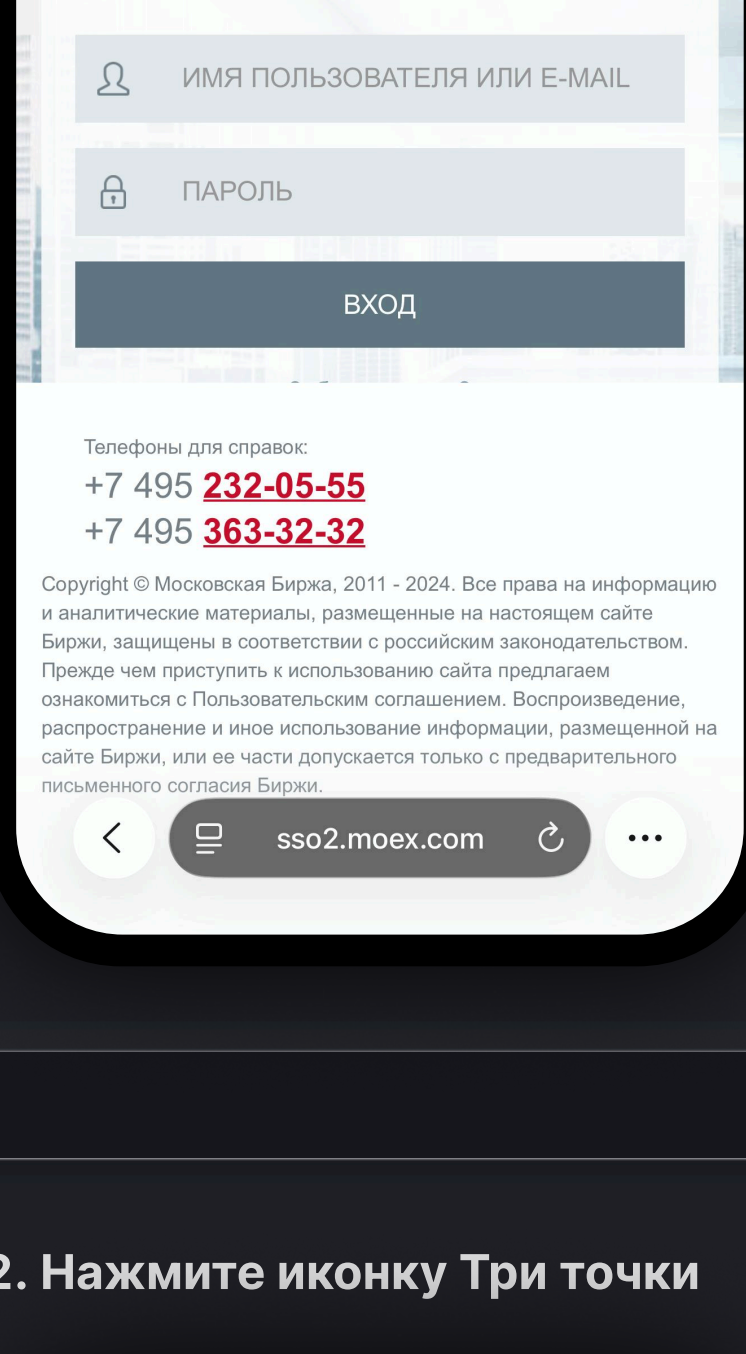 ИМЯ ПОЛЬЗОВАТЕЛЯ ИЛИ E-MAIL
ПАРОЛЬ
ВХОД
Телефоны для справок:
+7 495 232-05-55
+7 495 363-32-32
Copyright © Московская Биржа, 2011 - 2024. Все права на информацию
и аналитические материалы, размещенные на настоящем сайте
Биржи, защищены в соответствии с российским законодательством.
Прежде чем приступить к использованию сайта предлагаем
ознакомиться с Пользовательским соглашением. Воспроизведение,
распространение и иное использование информации, размещенной на
сайте Биржи, или ее части допускается только с предварительного
письменного согласия Биржи.
sso2.moex.com
2. Нажмите иконку Три точки